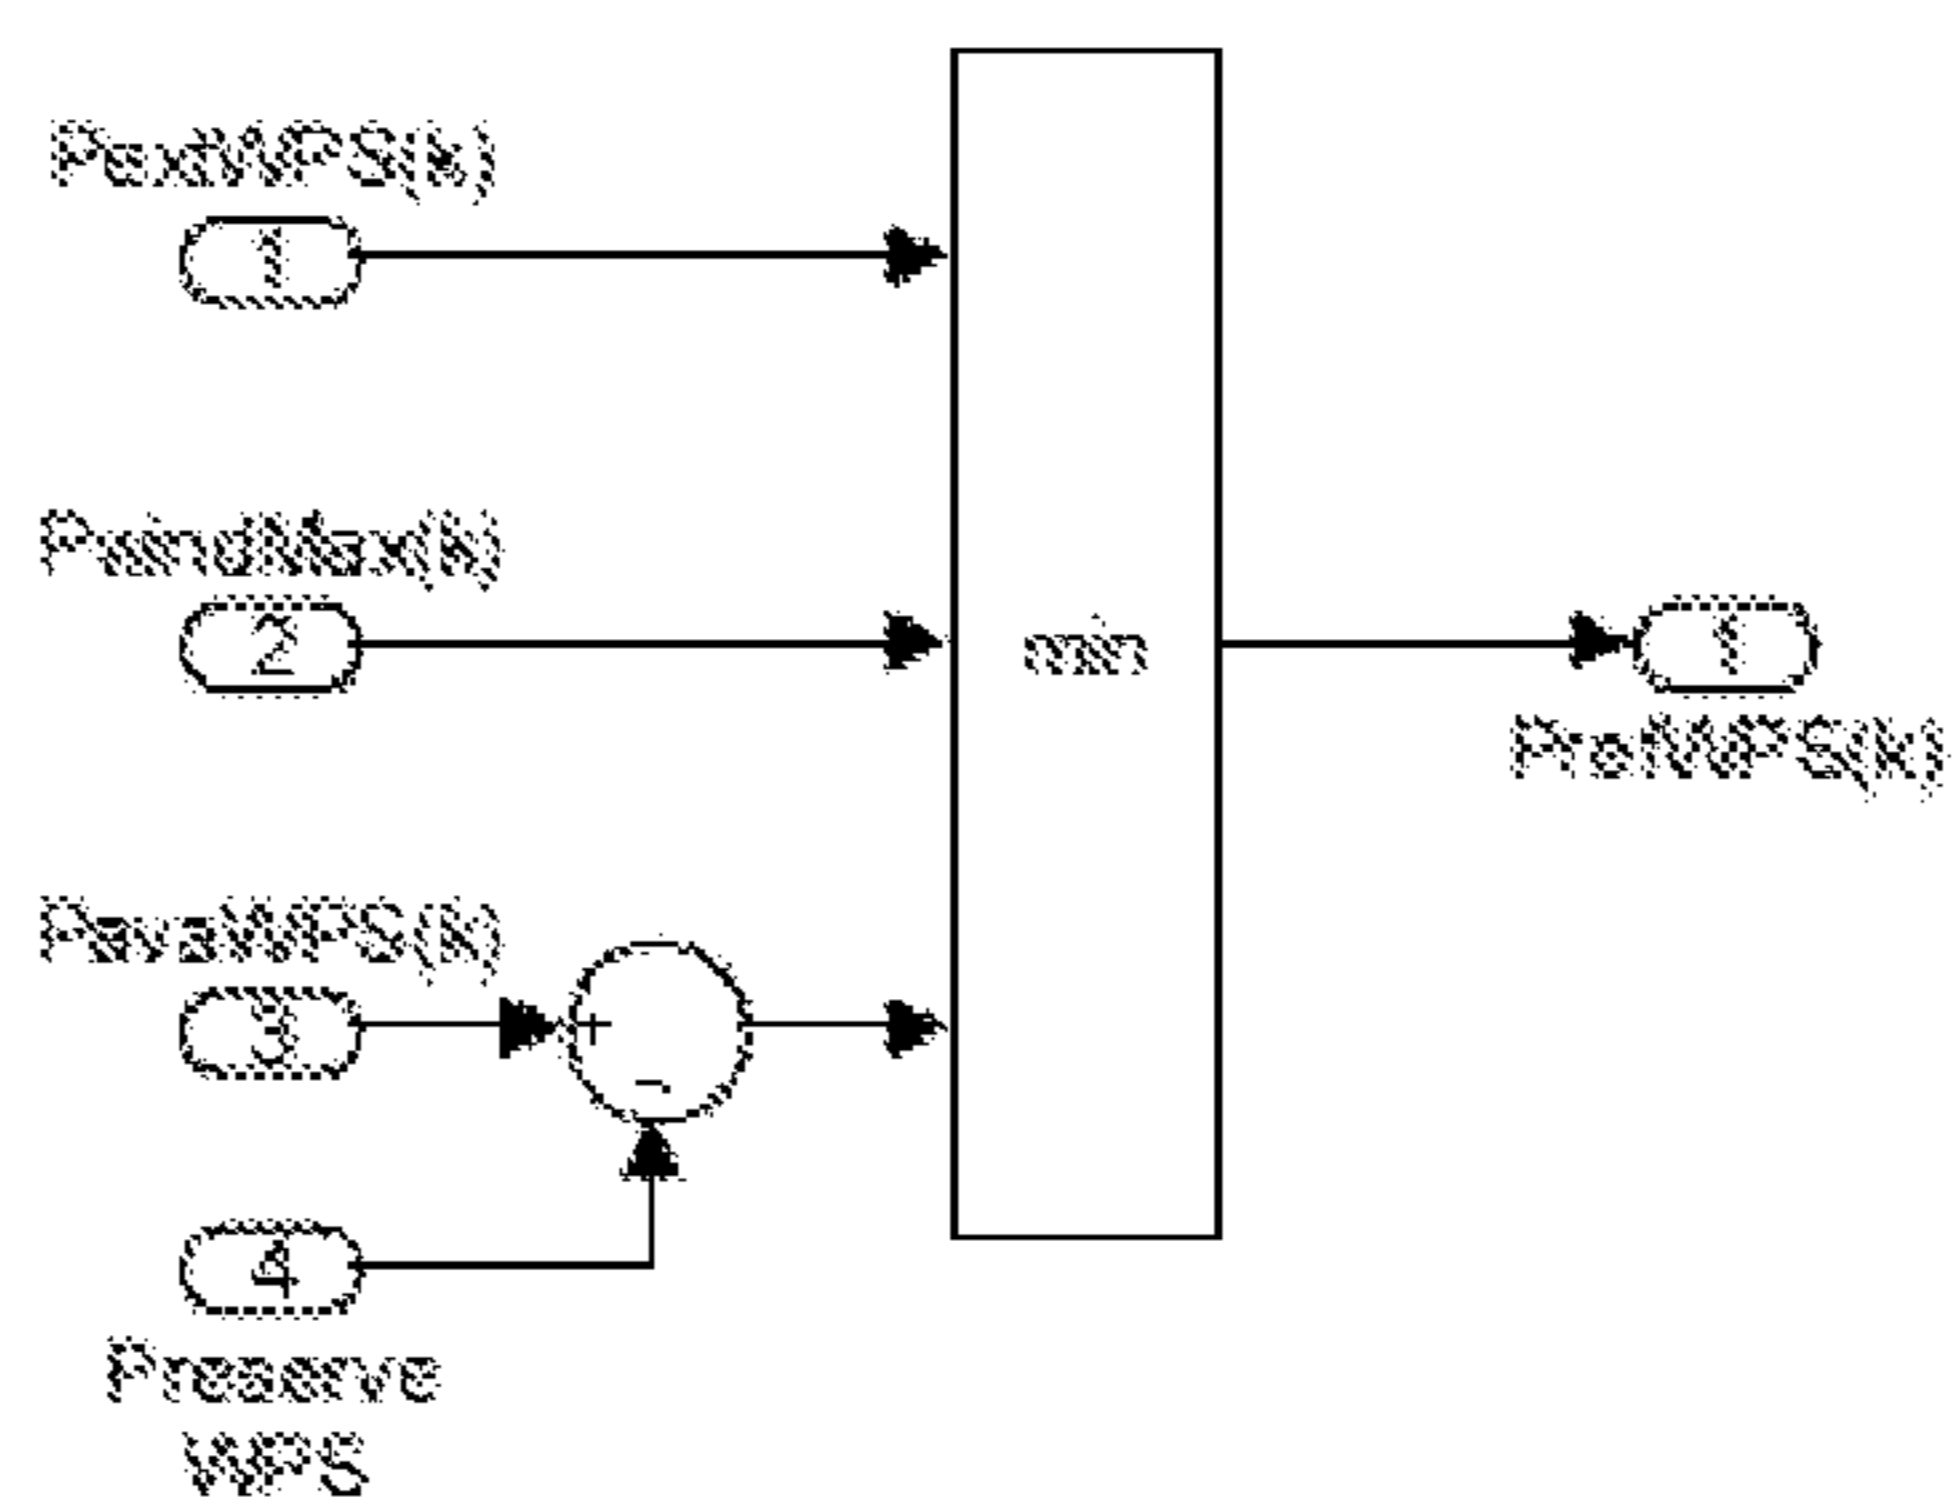 PextWPS(k)
1
PwindMax(k)
2
min
1
PrefWPS(k)
PavaWPS(k)
3
+
-
4
Preserve
WPS